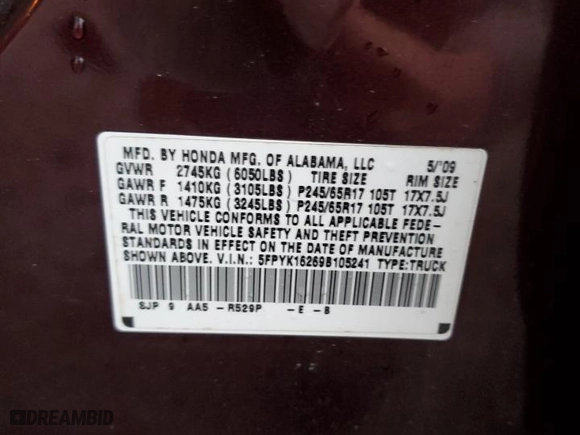 MFD. BY HONDA MFG. OF ALABAMA, LLC 5/'09
GVWR 2745KG (6050LBS) TIRE SIZE RIM SIZE
GAWR F 1410KG (3105LBS) P245/65R17 105T 17X7.5J
GAWR R 1475KG (3245LBS) P245/65R17 105T 17X7.5J
THIS VEHICLE CONFORMS TO ALL APPLICABLE FEDE-
RAL MOTOR VEHICLE SAFETY AND THEFT PREVENTION
STANDARDS IN EFFECT ON THE DATE OF MANUFACTURE
SHOWN ABOVE. V.I.N.: 5FPYK16269B105241 TYPE:TRUCK
SJP 9 AA5 -R529P -E -B
DREAMBID